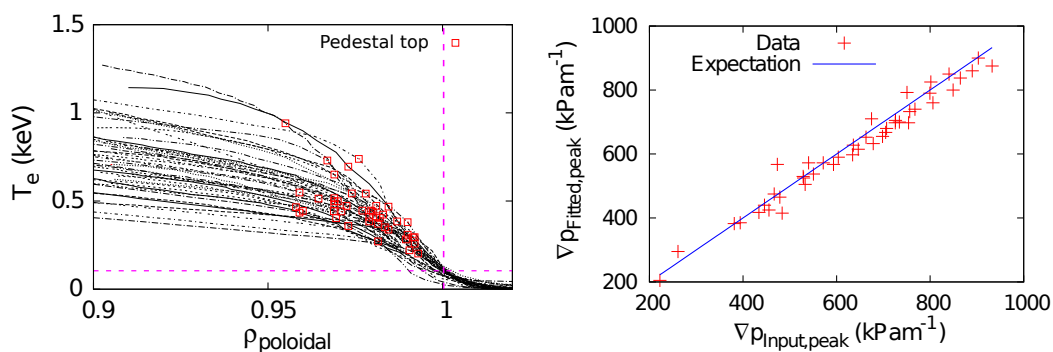 1.5
1
0.5
0
T_e (keV)
Pedestal top
0.9
0.95
1
ρ_poloidal
1000
800
600
400
200
∇p_Fitted,peak (kPam⁻¹)
Data
Expectation
200
400
600
800
1000
∇p_Input,peak (kPam⁻¹)